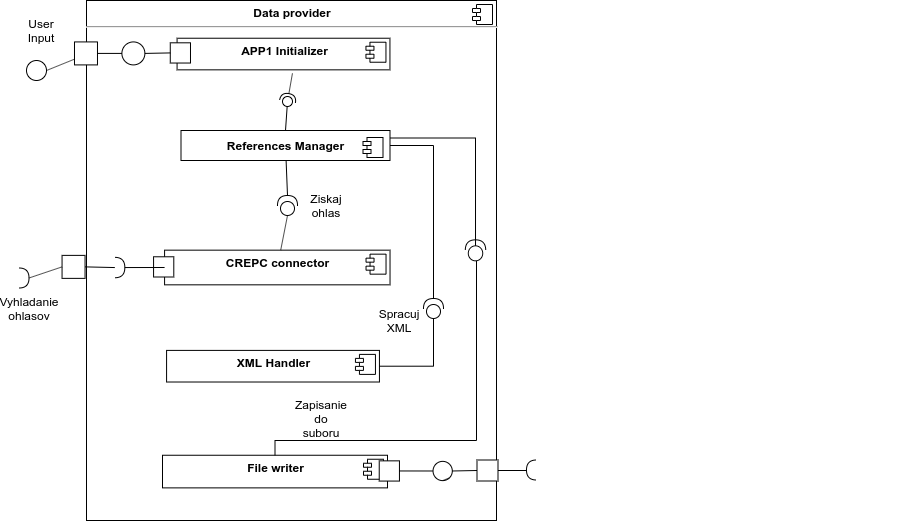 Data provider
User
Input
APP1 Initializer
References Manager
Ziskaj
ohlas
CREPC connector
Vyhladanie
ohlasov
Spracuj
XML
XML Handler
Zapisanie
do
suboru
File writer